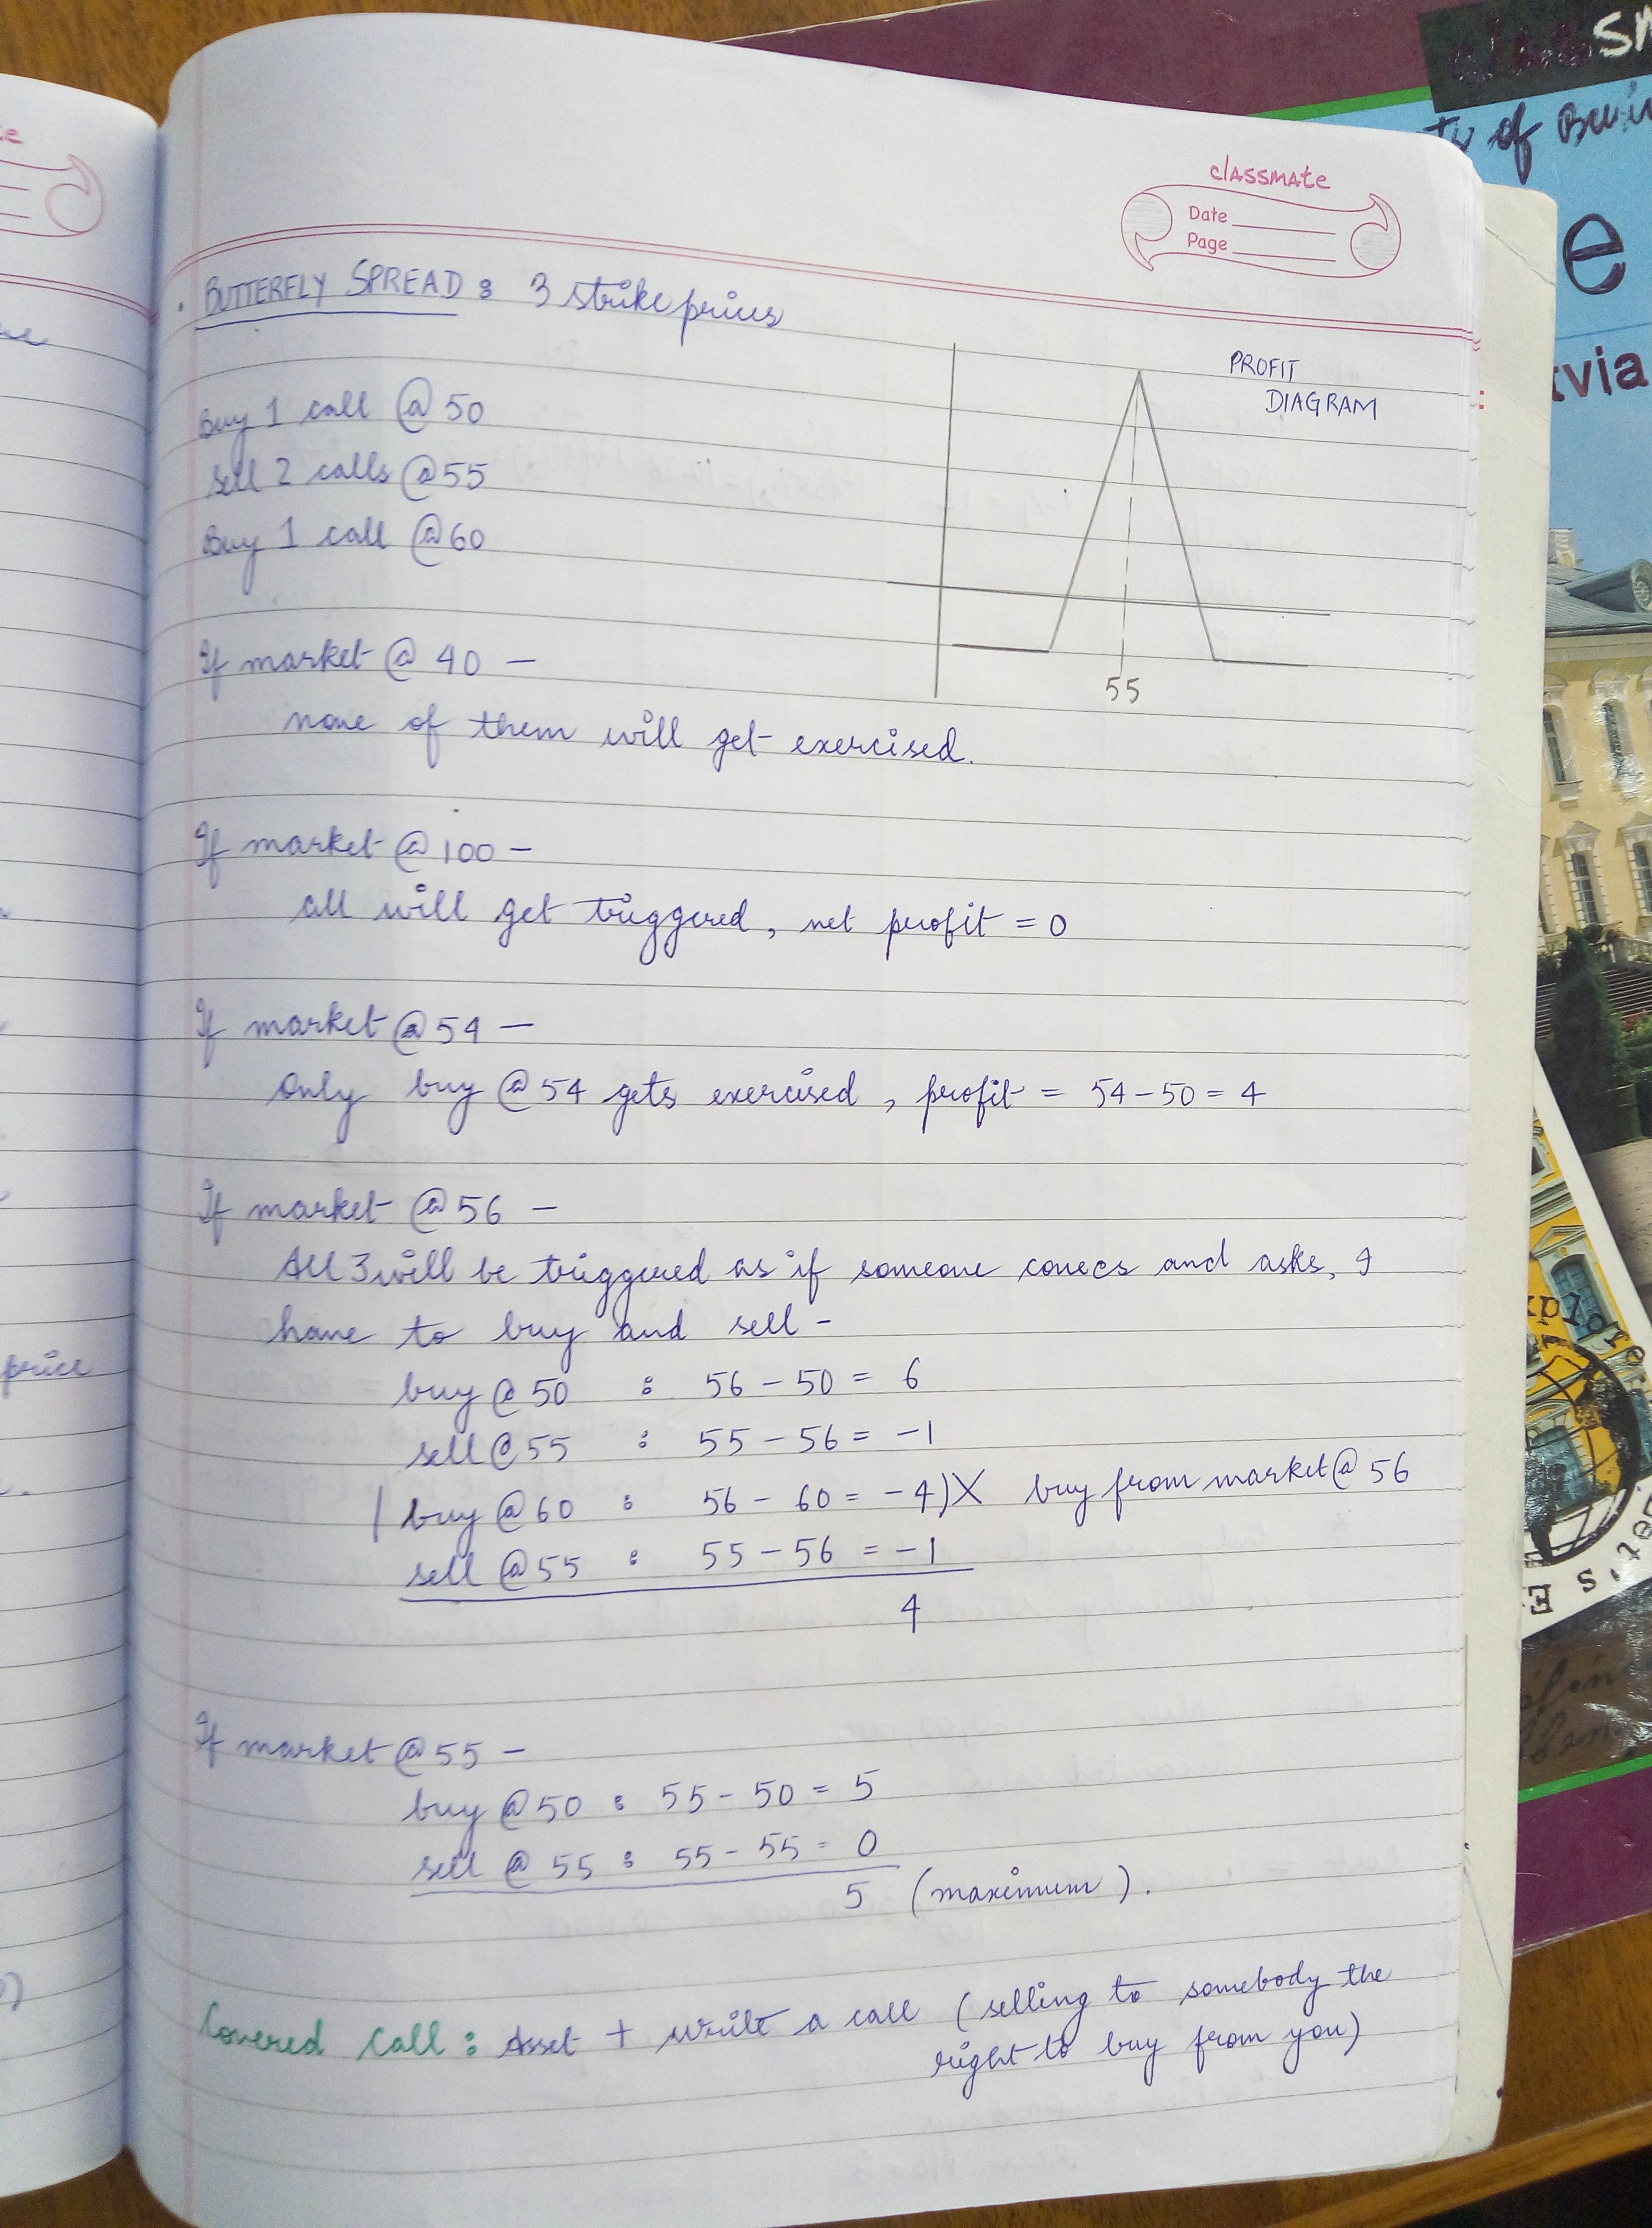 classmate
Date
Page
BUTTERFLY SPREAD : 3 strike prices
PROFIT
DIAGRAM
Buy 1 call @ 50
sell 2 calls @ 55
Buy 1 call @ 60
55
If market @ 40 –
none of them will get exercised.
If market @ 100 –
all will get triggered, net profit = 0
If market @ 54 –
Only buy @ 54 gets exercised, profit = 54 – 50 = 4
If market @ 56 –
All 3 will be triggered as if someone and asks, I
have to buy and sell –
buy @ 50 : 56 – 50 = 6
sell @ 55 : 55 – 56 = – 1
buy @ 60 : 56 – 60 = – 4) X buy from market @ 56
sell @ 55 : 55 – 56 = – 1
4
If market @ 55 –
buy @ 50 : 55 – 50 = 5
sell @ 55 : 55 – 55 = 0
5 (maximum).
Covered Call : Asset + Write a call (selling to somebody the
right to buy from you)
price
of
e
via